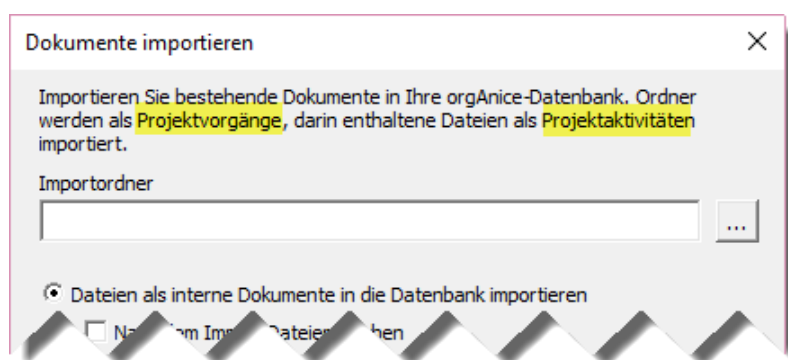 Dokumente importieren
Importieren Sie bestehende Dokumente in Ihre orgAnice-Datenbank. Ordner
werden als Projektvorgänge, darin enthaltene Dateien als Projektaktivitäten
importiert.
Importordner
...
Dateien als interne Dokumente in die Datenbank importieren